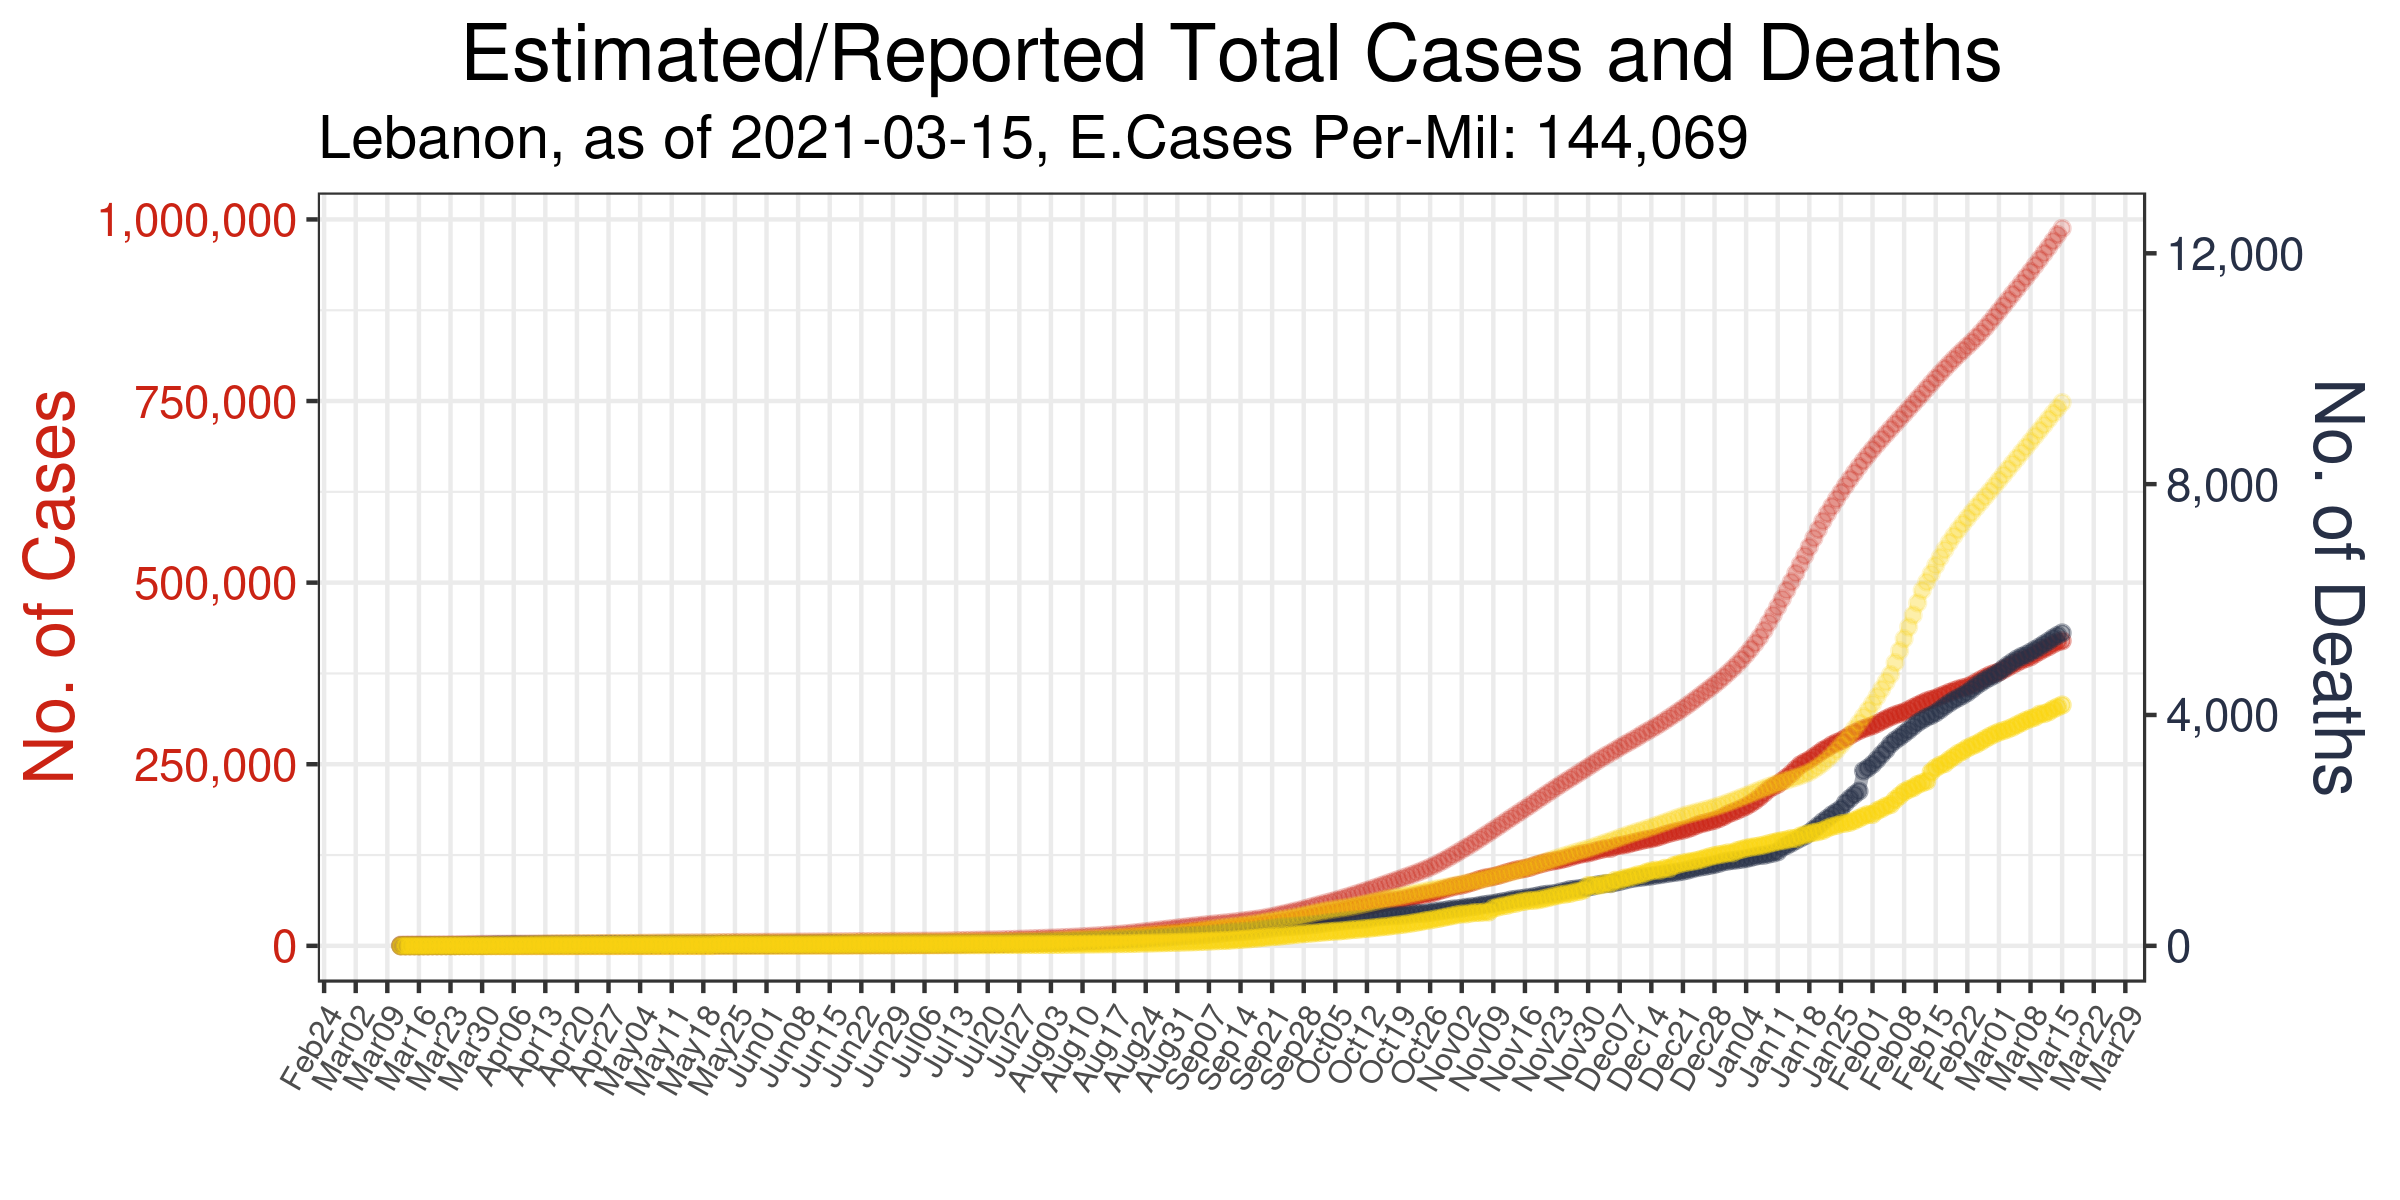 Estimated/Reported Total Cases and Deaths
Lebanon, as of 2021-03-15, E.Cases Per-Mil: 144,069
No. of Cases
1,000,000
750,000
500,000
250,000
0
12,000
8,000
4,000
0
No. of Deaths
Feb24
Mar02
Mar09
Mar16
Mar23
Mar30
Apr06
Apr13
Apr20
Apr27
May04
May11
May18
May25
Jun01
Jun08
Jun15
Jun22
Jun29
Jul06
Jul13
Jul20
Jul27
Aug03
Aug10
Aug17
Aug24
Aug31
Sep07
Sep14
Sep21
Sep28
Oct05
Oct12
Oct19
Oct26
Nov02
Nov09
Nov16
Nov23
Nov30
Dec07
Dec14
Dec21
Dec28
Jan04
Jan11
Jan18
Jan25
Feb01
Feb08
Feb15
Feb22
Mar01
Mar08
Mar15
Mar22
Mar29